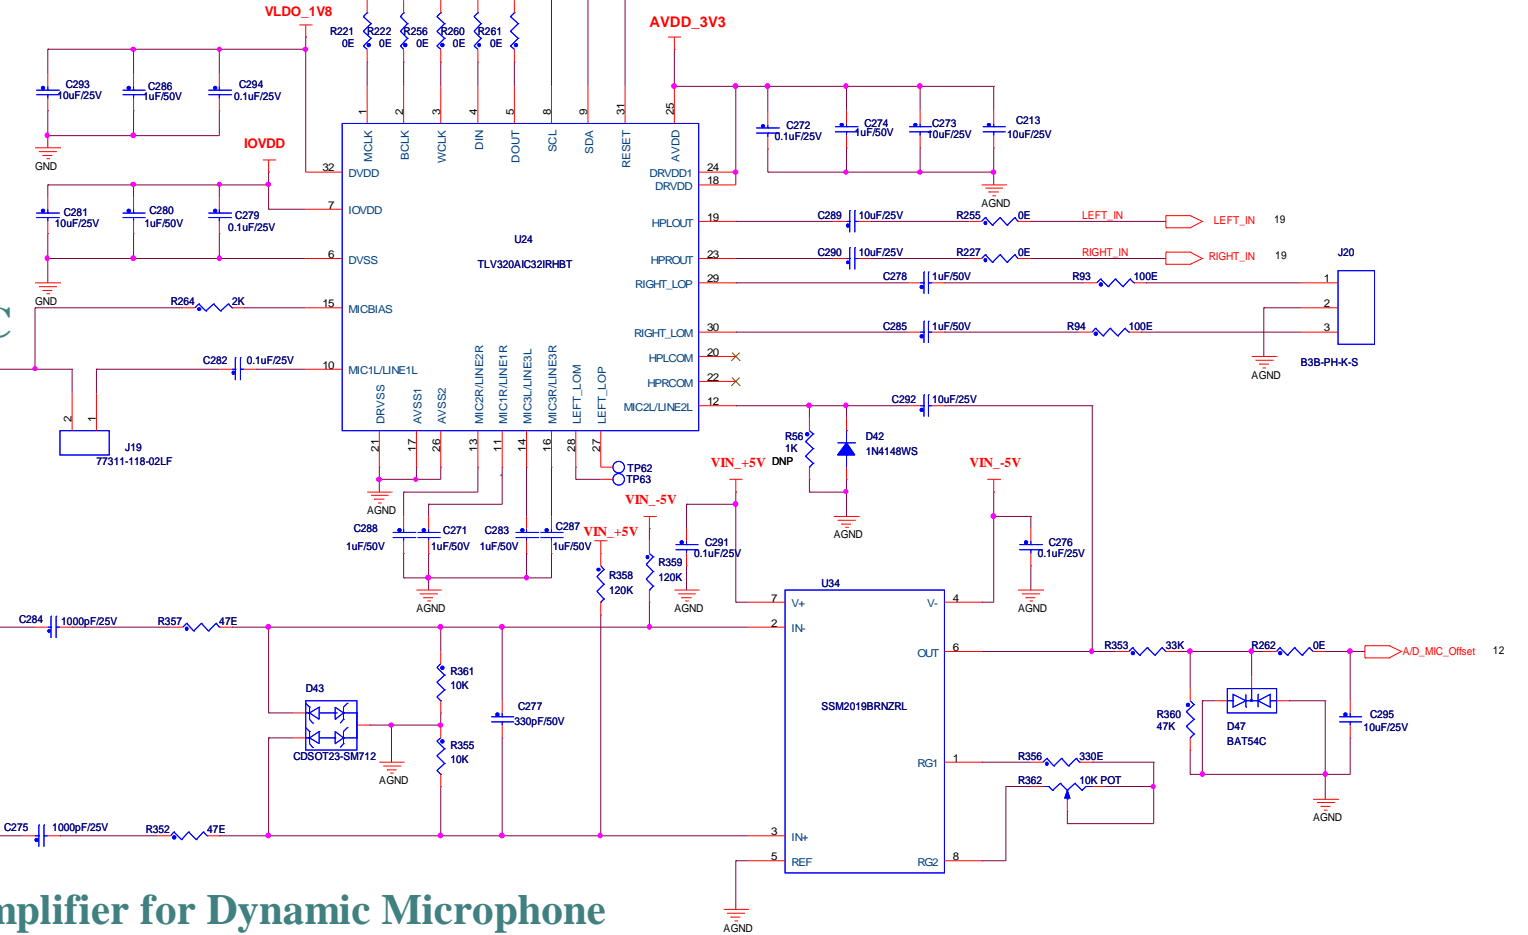 VLDO_1V8
R221
0E
R222
0E
R256
0E
R260
0E
R261
0E
AVDD_3V3
C293
10uF/25V
C286
1uF/50V
C294
0.1uF/25V
GND
IOVDD
C281
10uF/25V
C280
1uF/50V
C279
0.1uF/25V
GND
1
2
3
4
5
8
9
31
25
MCLK
BCLK
WCLK
DIN
DOUT
SCL
SDA
RESET
AVDD
32 DVDD
7 IOVDD
6 DVSS
15 MICBIAS
10 MIC1L/LINE1L
U24
TLV320AIC32IRHBT
DRVDD1 24
DRVDD 18
HPLOUT 19
HPROUT 23
RIGHT_LOP 29
RIGHT_LOM 30
HPLCOM 20
HPRCOM 22
MIC2L/LINE2L 12
DRVSS
AVSS1
AVSS2
MIC2R/LINE2R
MIC1R/LINE1R
MIC3L/LINE3L
MIC3R/LINE3R
LEFT_LOM
LEFT_LOP
21
17
26
13
11
14
16
28
27
C272
0.1uF/25V
C274
1uF/50V
C273
10uF/25V
C213
10uF/25V
AGND
C289 10uF/25V
R255 0E
LEFT_IN
LEFT_IN 19
C290 10uF/25V
R227 0E
RIGHT_IN
RIGHT_IN 19
C278 1uF/50V
R93 100E
C285 1uF/50V
R94 100E
J20
1
2
3
B3B-PH-K-S
AGND
R264 2K
C
C282 0.1uF/25V
2
1
J19
77311-118-02LF
AGND
TP62
TP63
C292 10uF/25V
R56
1K
DNP
D42
1N4148WS
AGND
C288
1uF/50V
C271
1uF/50V
C283
1uF/50V
C287
1uF/50V
AGND
VIN_-5V
VIN_+5V
R358
120K
R359
120K
VIN_+5V
C291
0.1uF/25V
AGND
VIN_-5V
C276
0.1uF/25V
AGND
C284 1000pF/25V
R357 47E
D43
CDSOT23-SM712
R361
10K
R355
10K
AGND
C277
330pF/50V
C275 1000pF/25V
R352 47E
U34
7 V+
2 IN-
3 IN+
5 REF
V- 4
OUT 6
RG1 1
RG2 8
SSM2019BRNZRL
AGND
R353 33K
R262 0E
A/D_MIC_Offset 12
R360
47K
D47
BAT54C
C295
10uF/25V
AGND
R356 330E
R362 10K POT
mplifier for Dynamic Microphone